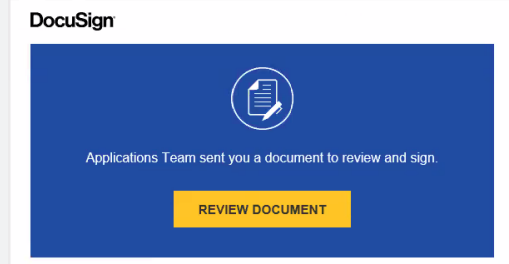 DocuSign
Applications Team sent you a document to review and sign.
REVIEW DOCUMENT